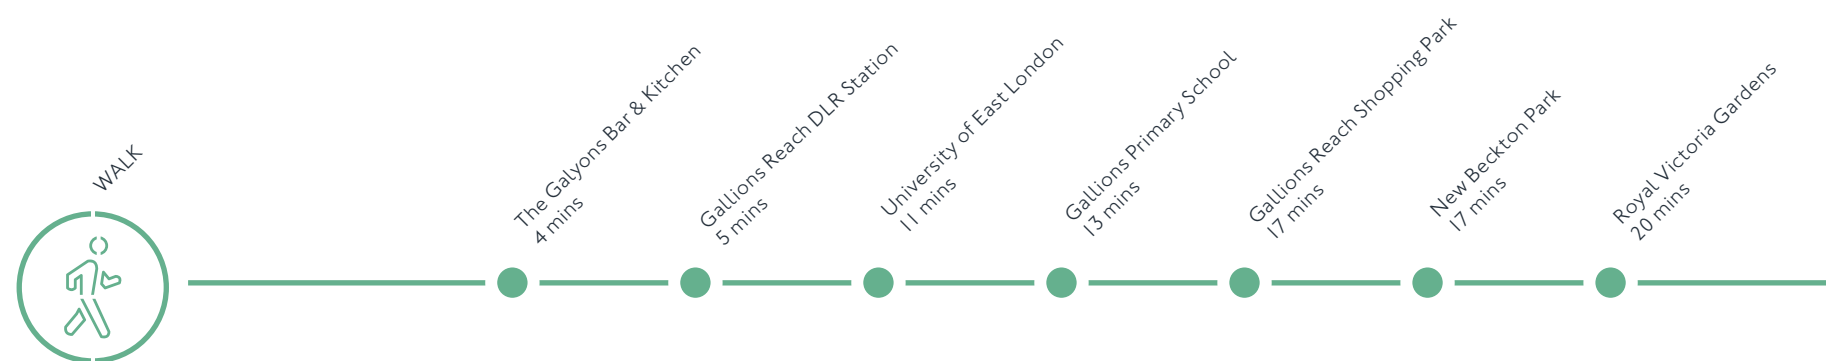 WALK
The Galyons Bar & Kitchen
4 mins
Gallions Reach DLR Station
5 mins
University of East London
11 mins
Gallions Primary School
13 mins
Gallions Reach Shopping Park
17 mins
New Beckton Park
17 mins
Royal Victoria Gardens
20 mins